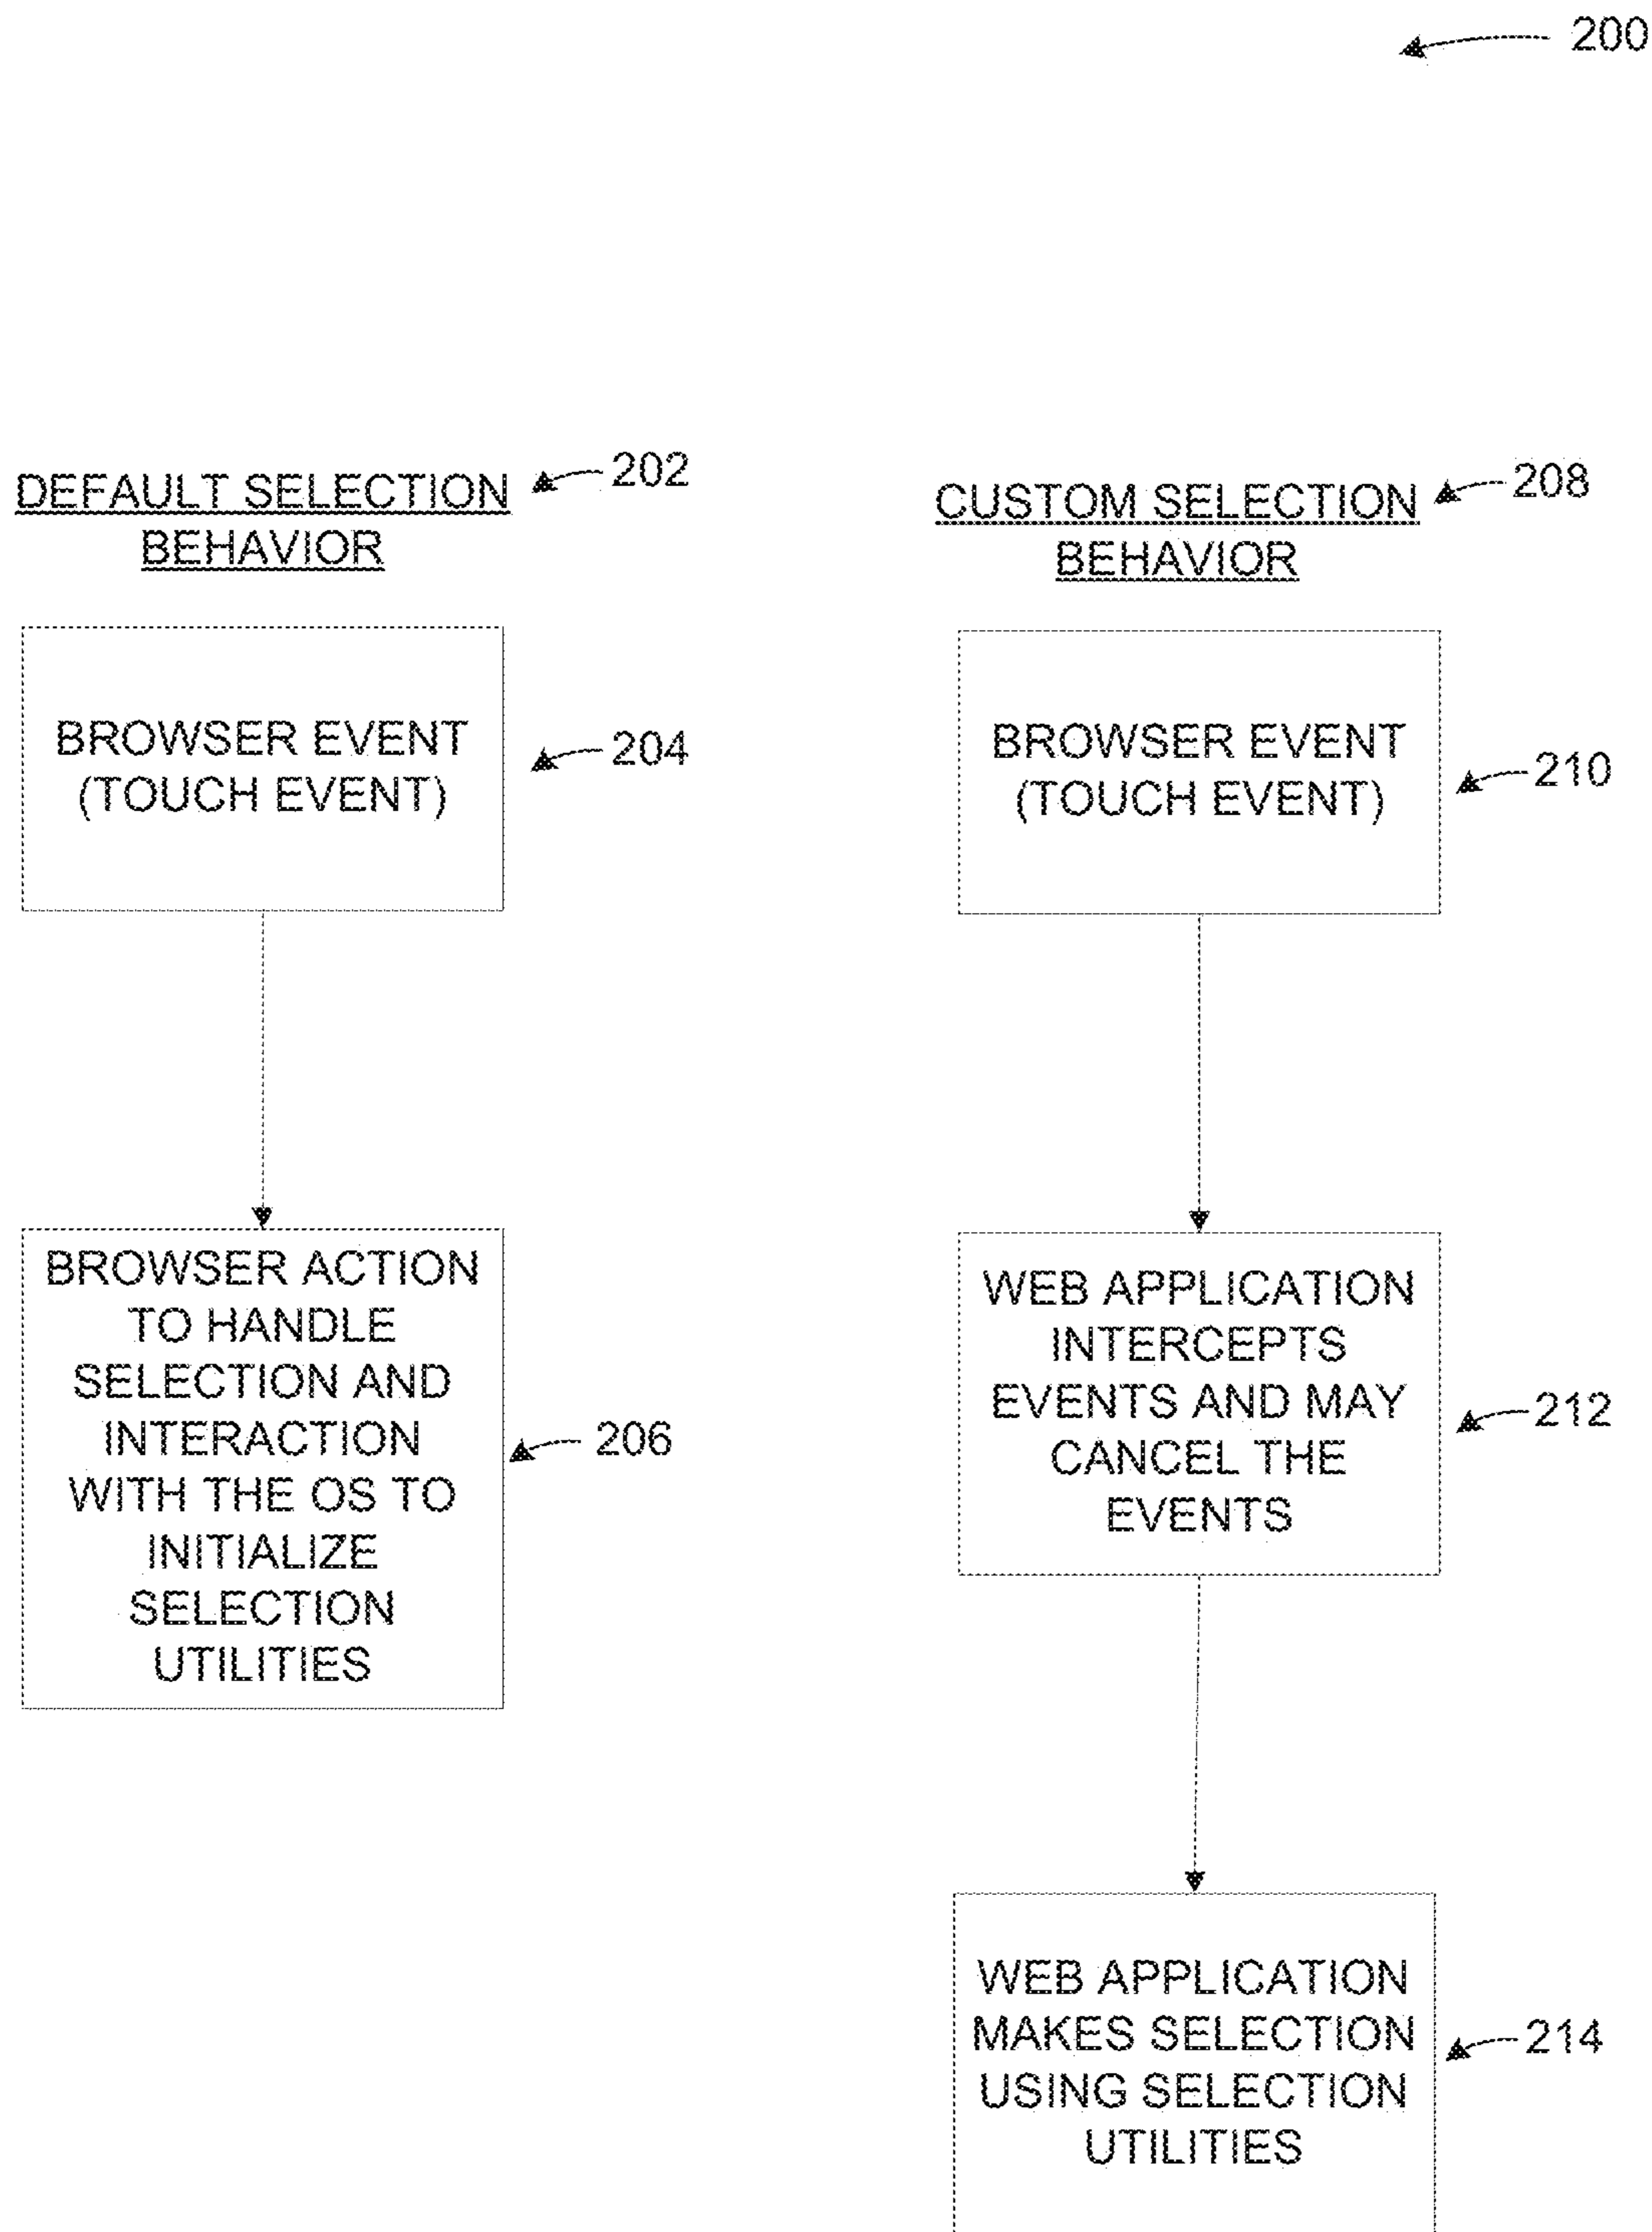 200
DEFAULT SELECTION
BEHAVIOR
202
BROWSER EVENT
(TOUCH EVENT)
204
BROWSER ACTION
TO HANDLE
SELECTION AND
INTERACTION
WITH THE OS TO
INITIALIZE
SELECTION
UTILITIES
206
CUSTOM SELECTION
BEHAVIOR
208
BROWSER EVENT
(TOUCH EVENT)
210
WEB APPLICATION
INTERCEPTS
EVENTS AND MAY
CANCEL THE
EVENTS
212
WEB APPLICATION
MAKES SELECTION
USING SELECTION
UTILITIES
214